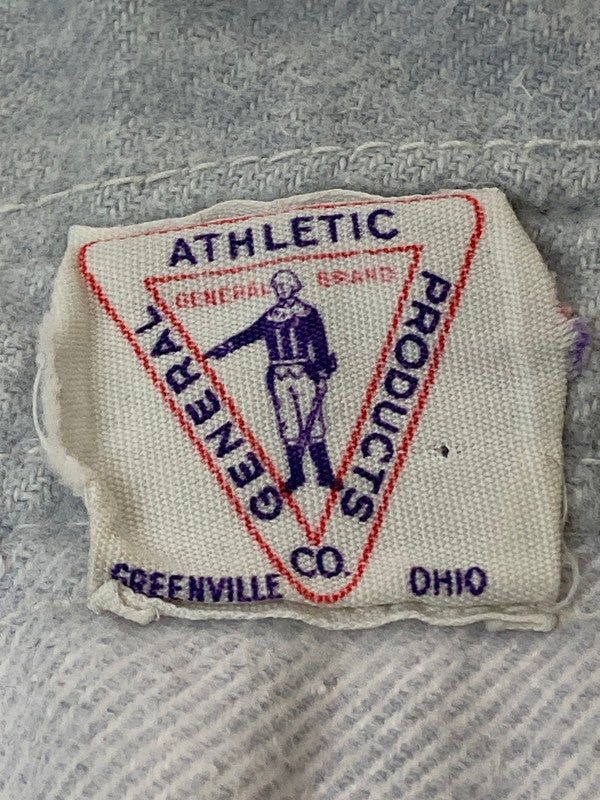 GENERAL
ATHLETIC
PRODUCTS
CO.
GENERAL BRAND
GREENVILLE OHIO